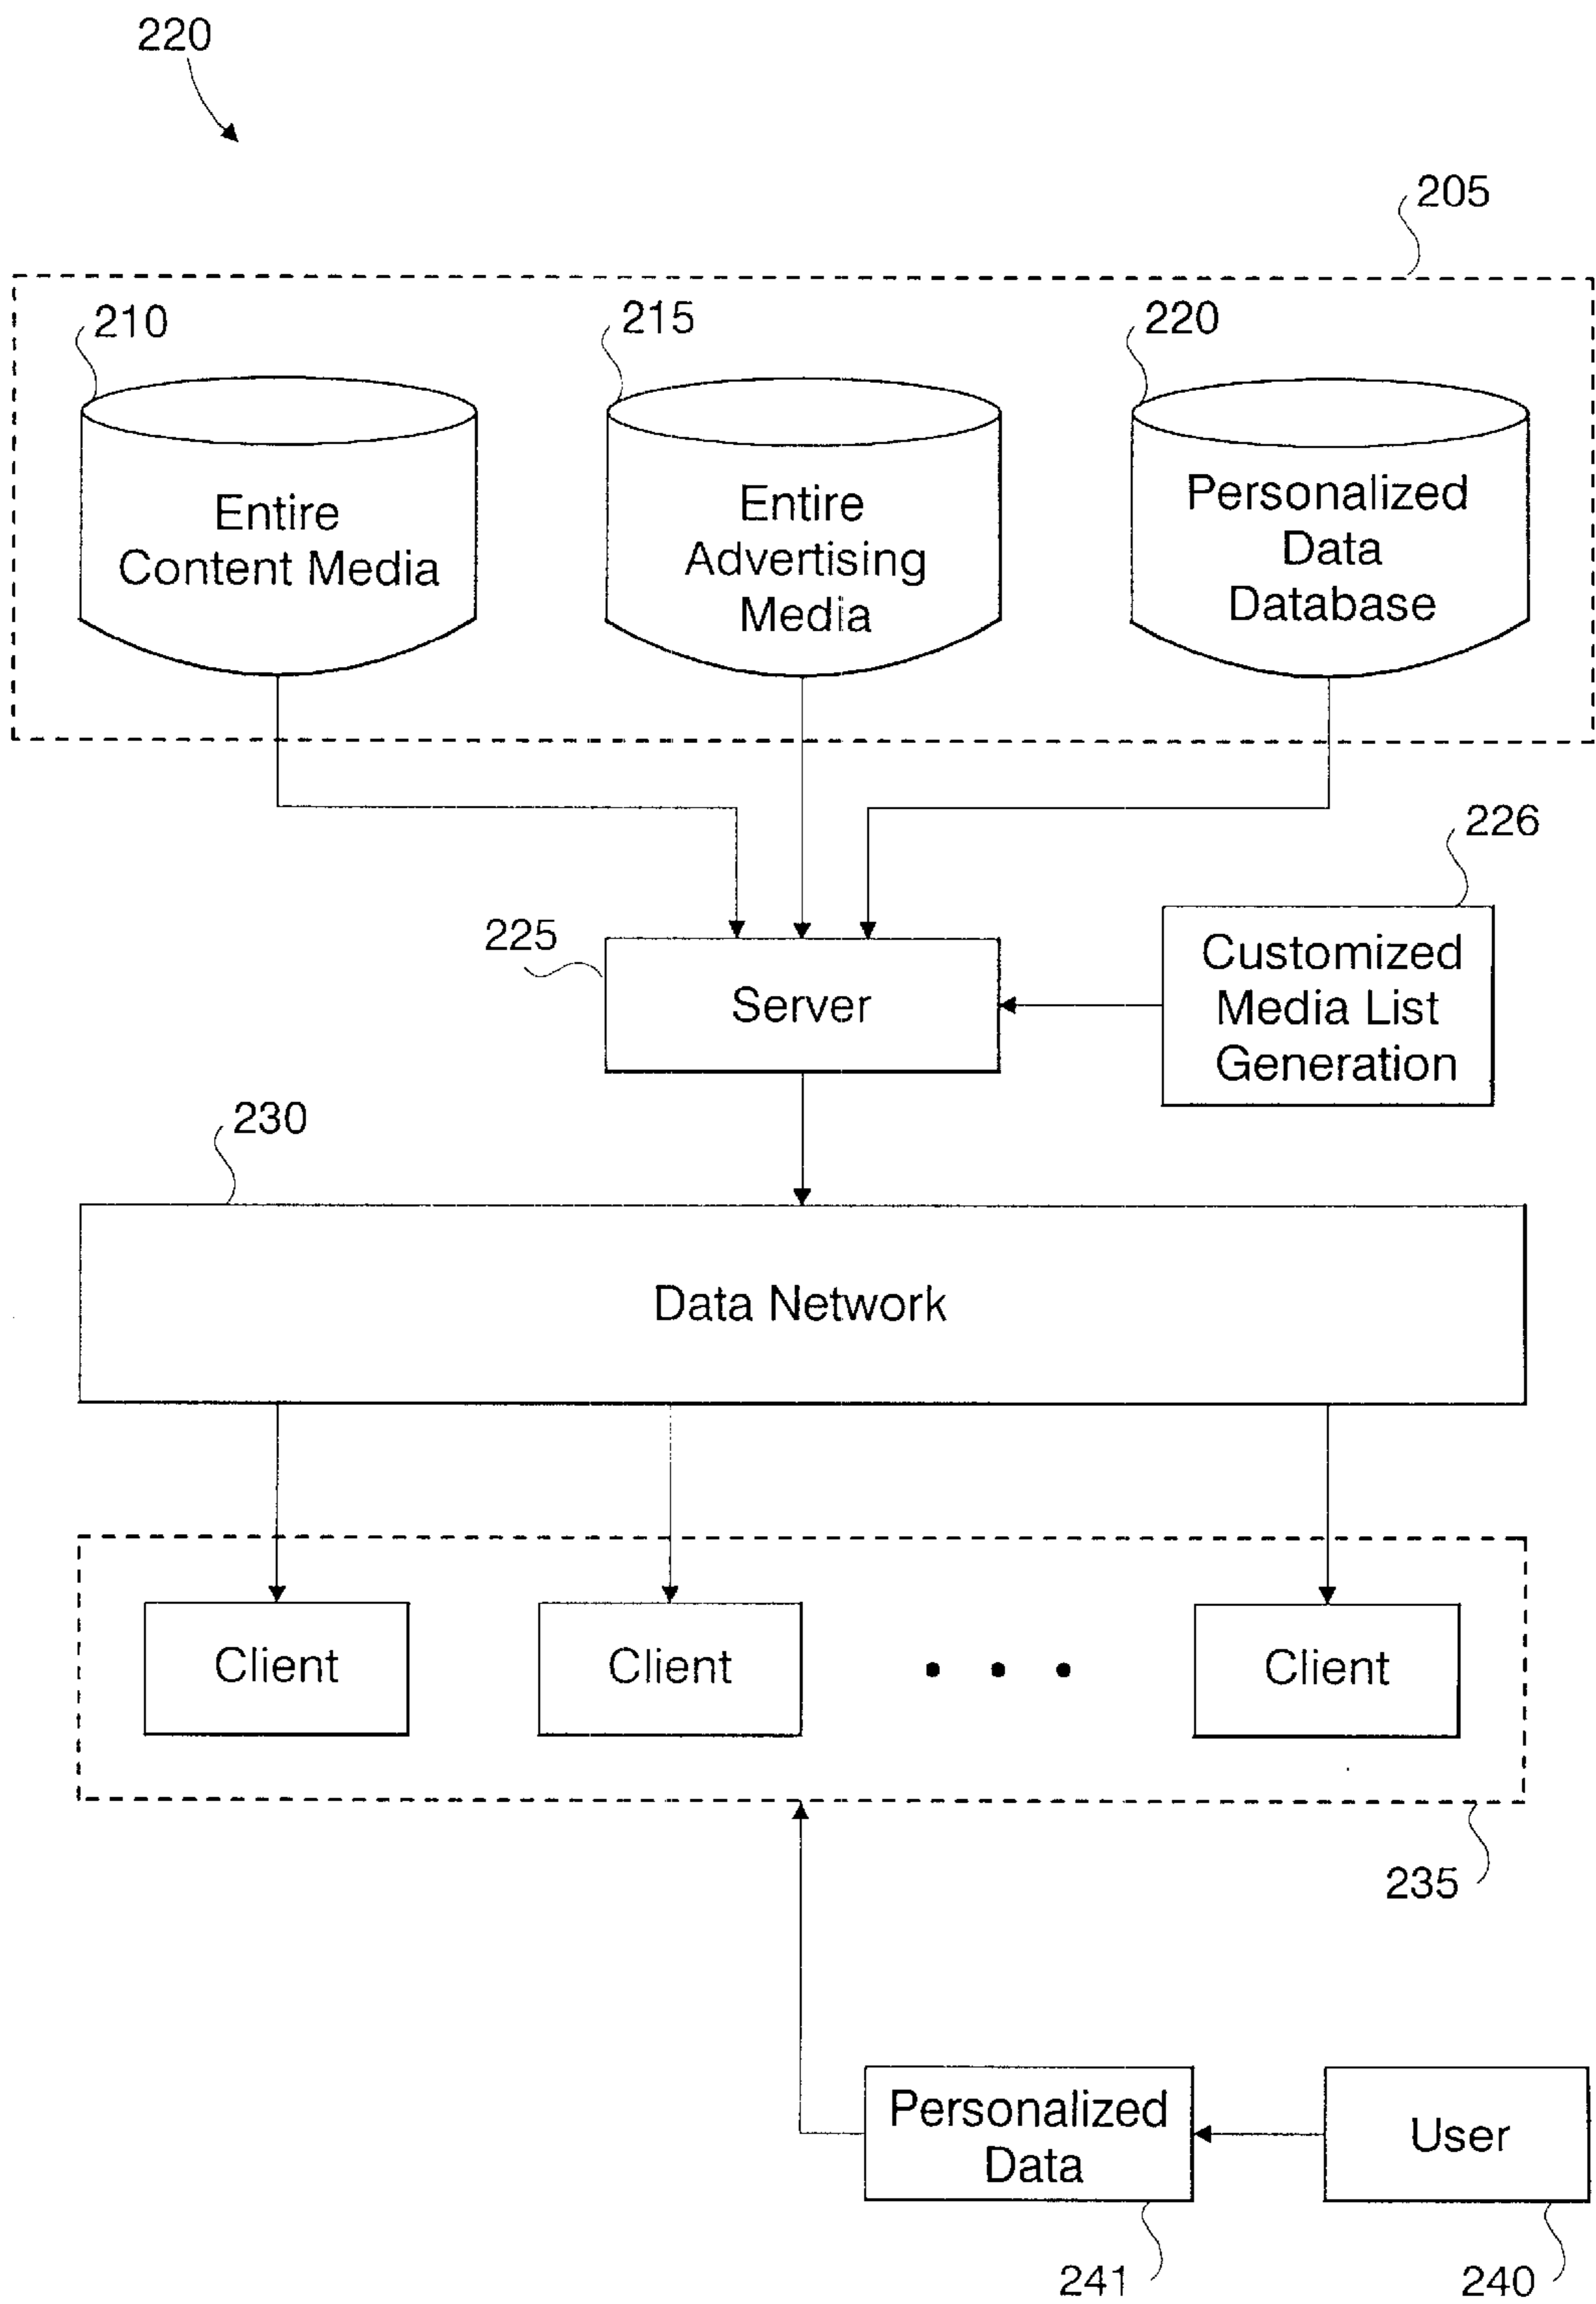 220
205
210
215
220
Entire
Content Media
Entire
Advertising
Media
Personalized
Data
Database
226
225
Server
Customized
Media List
Generation
230
Data Network
Client
Client
Client
235
Personalized
Data
User
241
240